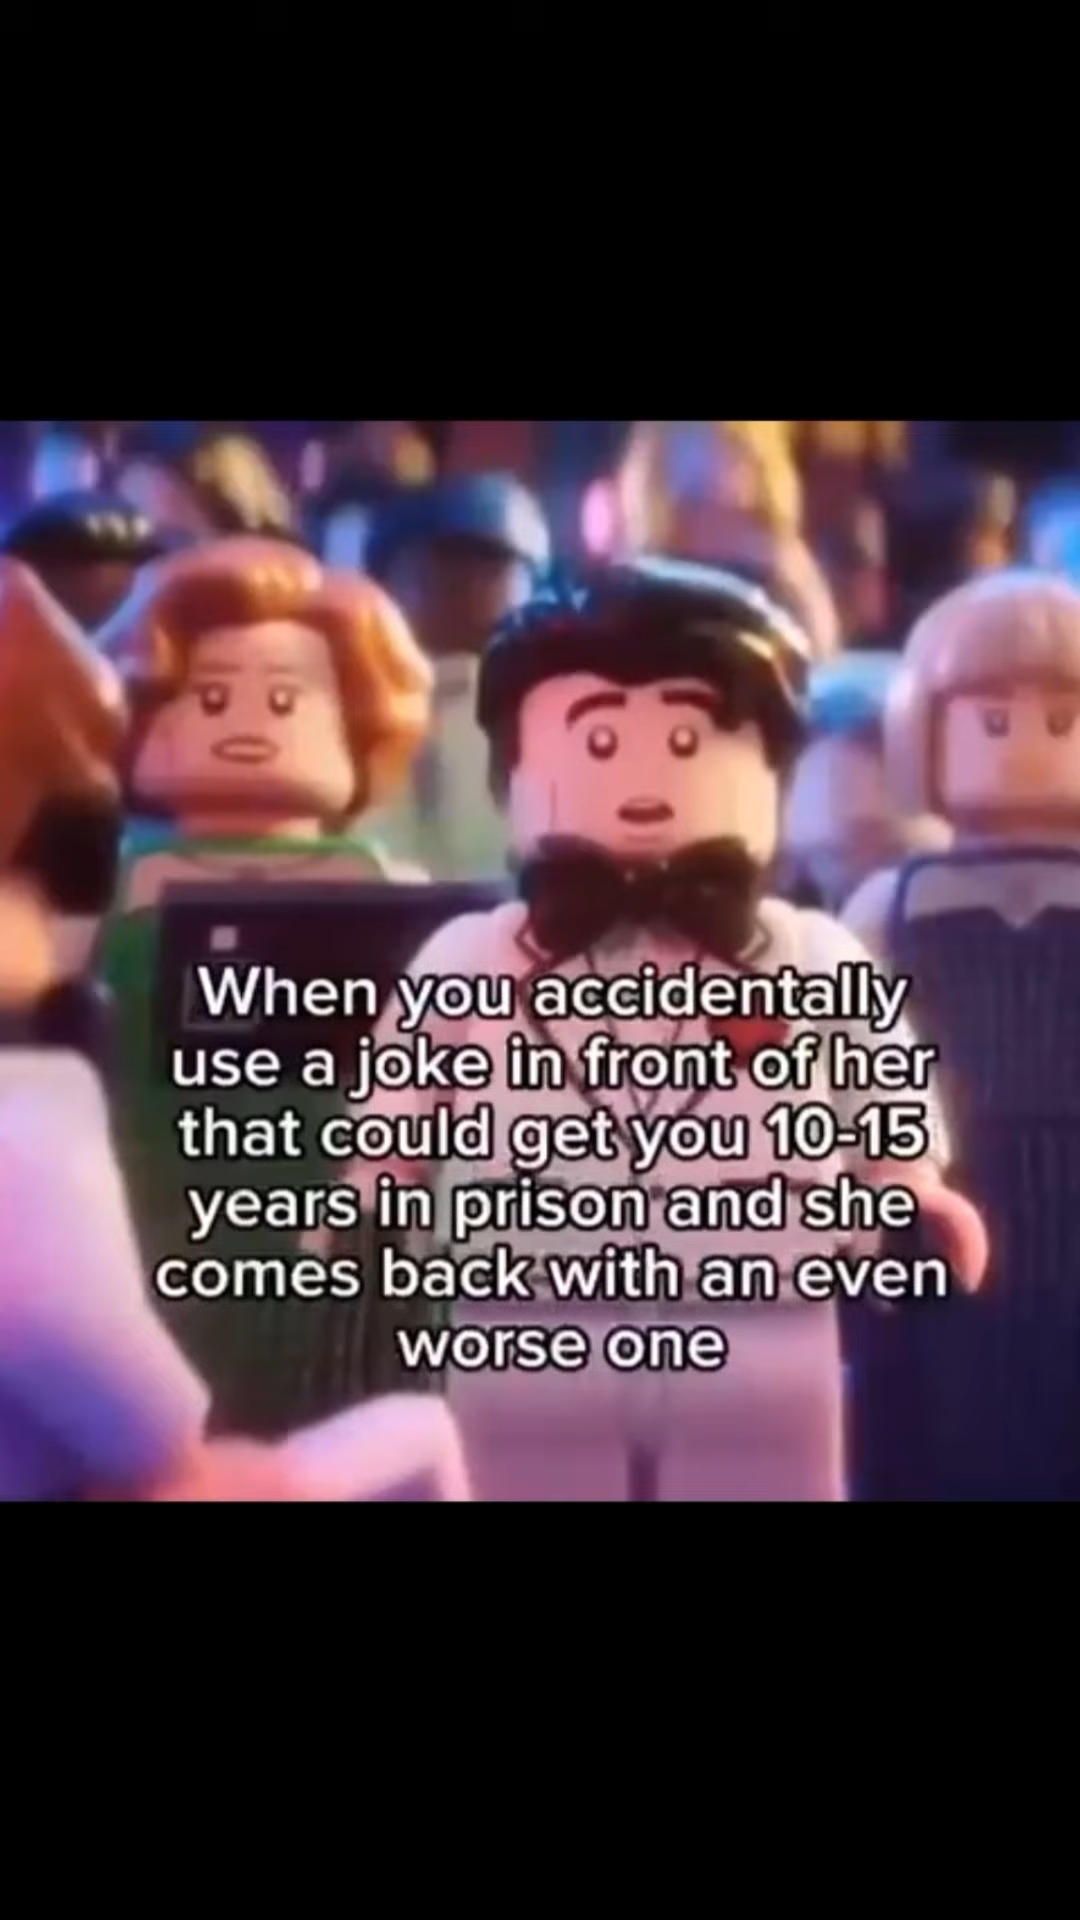 When you accidentally
use a joke in front of her
that could get you 10-15
years in prison and she
comes back with an even
worse one